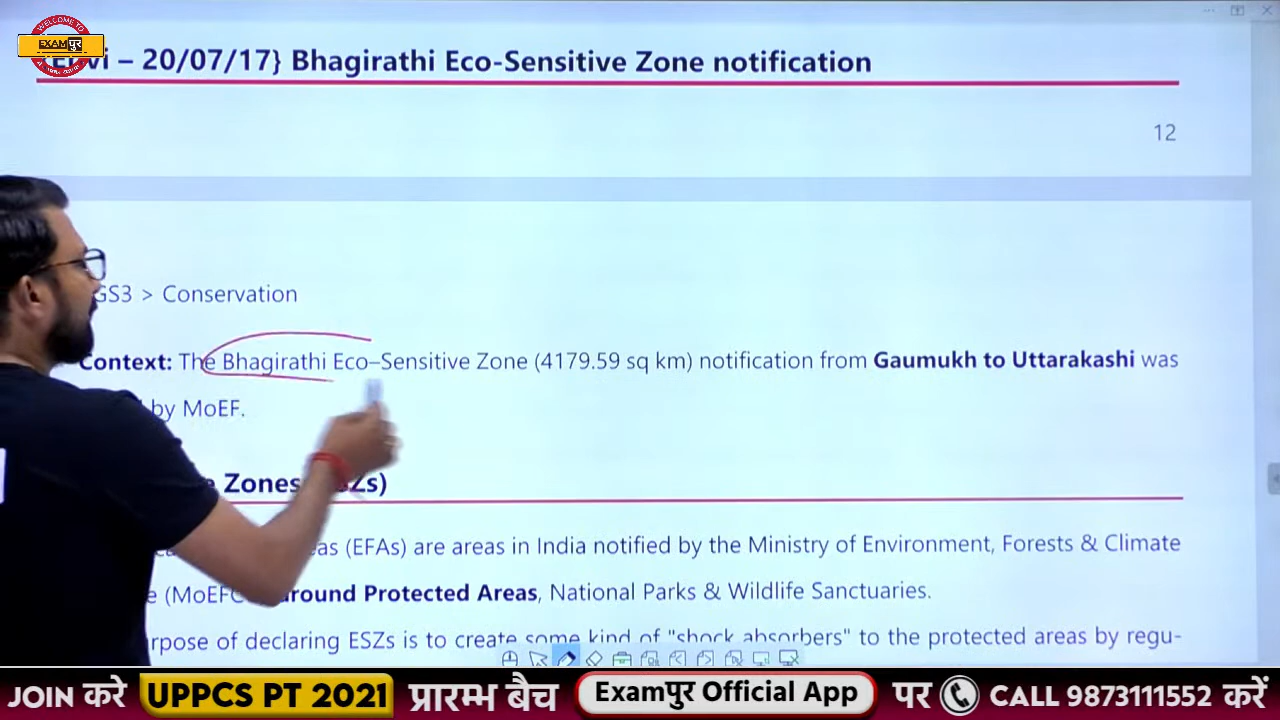 WELCOME TO
EXAMपुर
– 20/07/17} Bhagirathi Eco-Sensitive Zone notification
12
GS3 > Conservation
Context: The Bhagirathi Eco–Sensitive Zone (4179.59 sq km) notification from Gaumukh to Uttarakashi was
by MoEF.
Zones
(EFAs) are areas in India notified by the Ministry of Environment, Forests & Climate
Protected Areas, National Parks & Wildlife Sanctuaries.
of declaring ESZs is to create some kind of "shock absorbers" to the protected areas by regu-
JOIN करे UPPCS PT 2021 प्रारम्भ बैच Examपुर Official App पर CALL 9873111552 करें